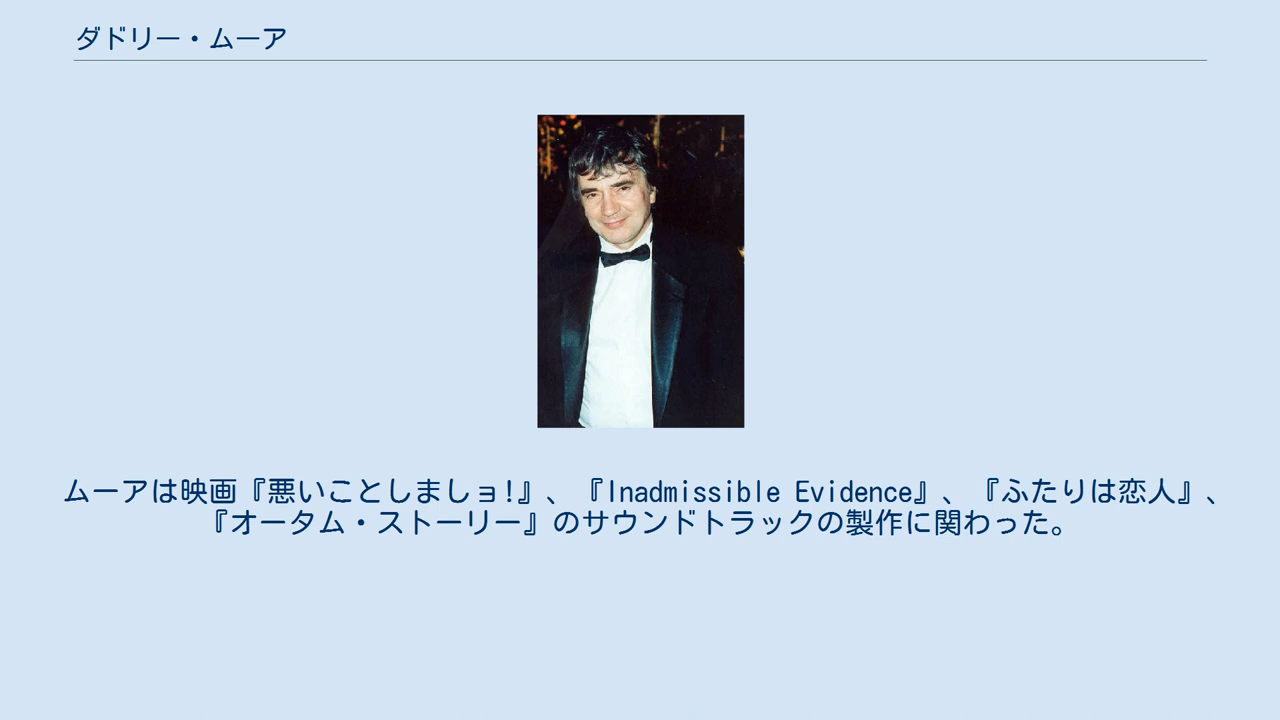 ダドリー・ムーア
ムーアは映画『悪いことしましョ!』、『Inadmissible Evidence』、『ふたりは恋人』、
『オータム・ストーリー』のサウンドトラックの製作に関わった。